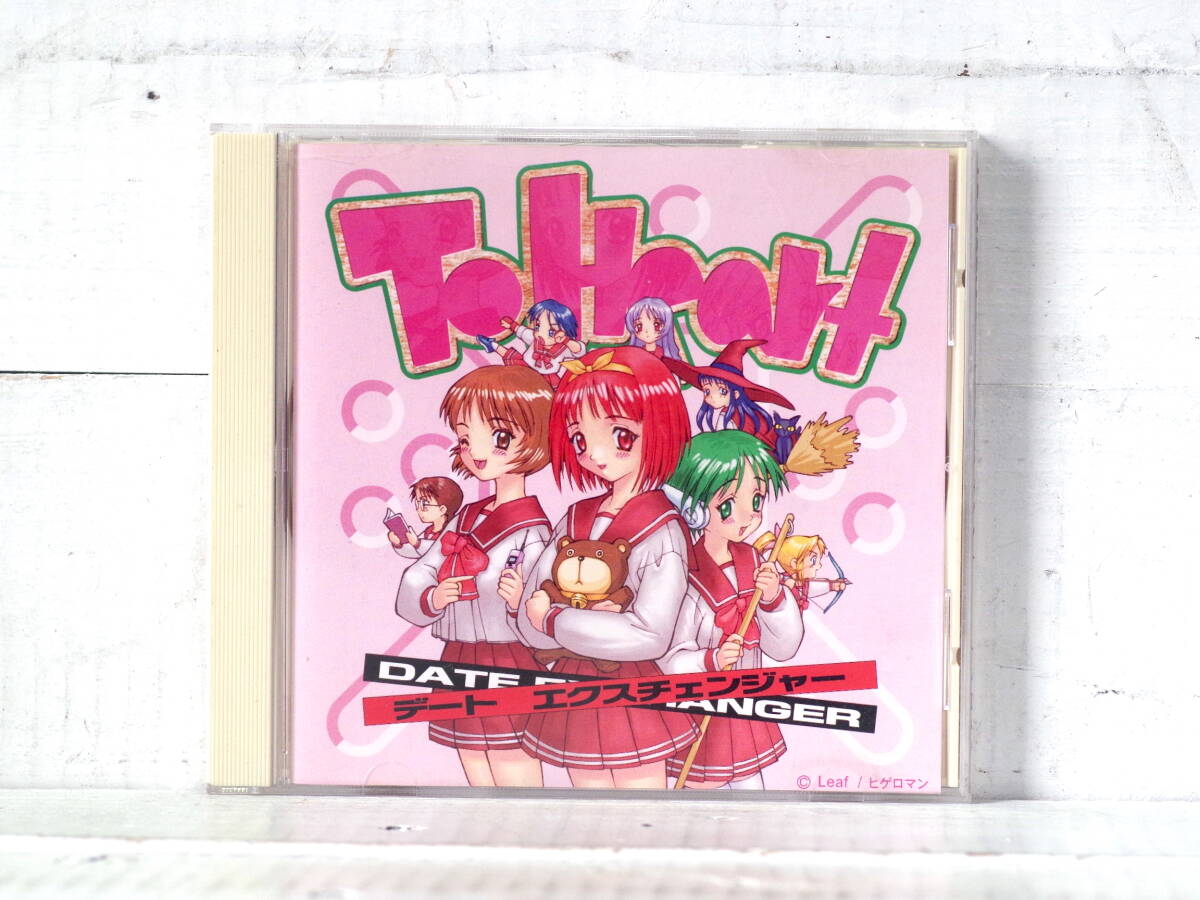 To Heart
DATE
デート エクスチェンジャー
HANGER
© Leaf / ヒゲロマン